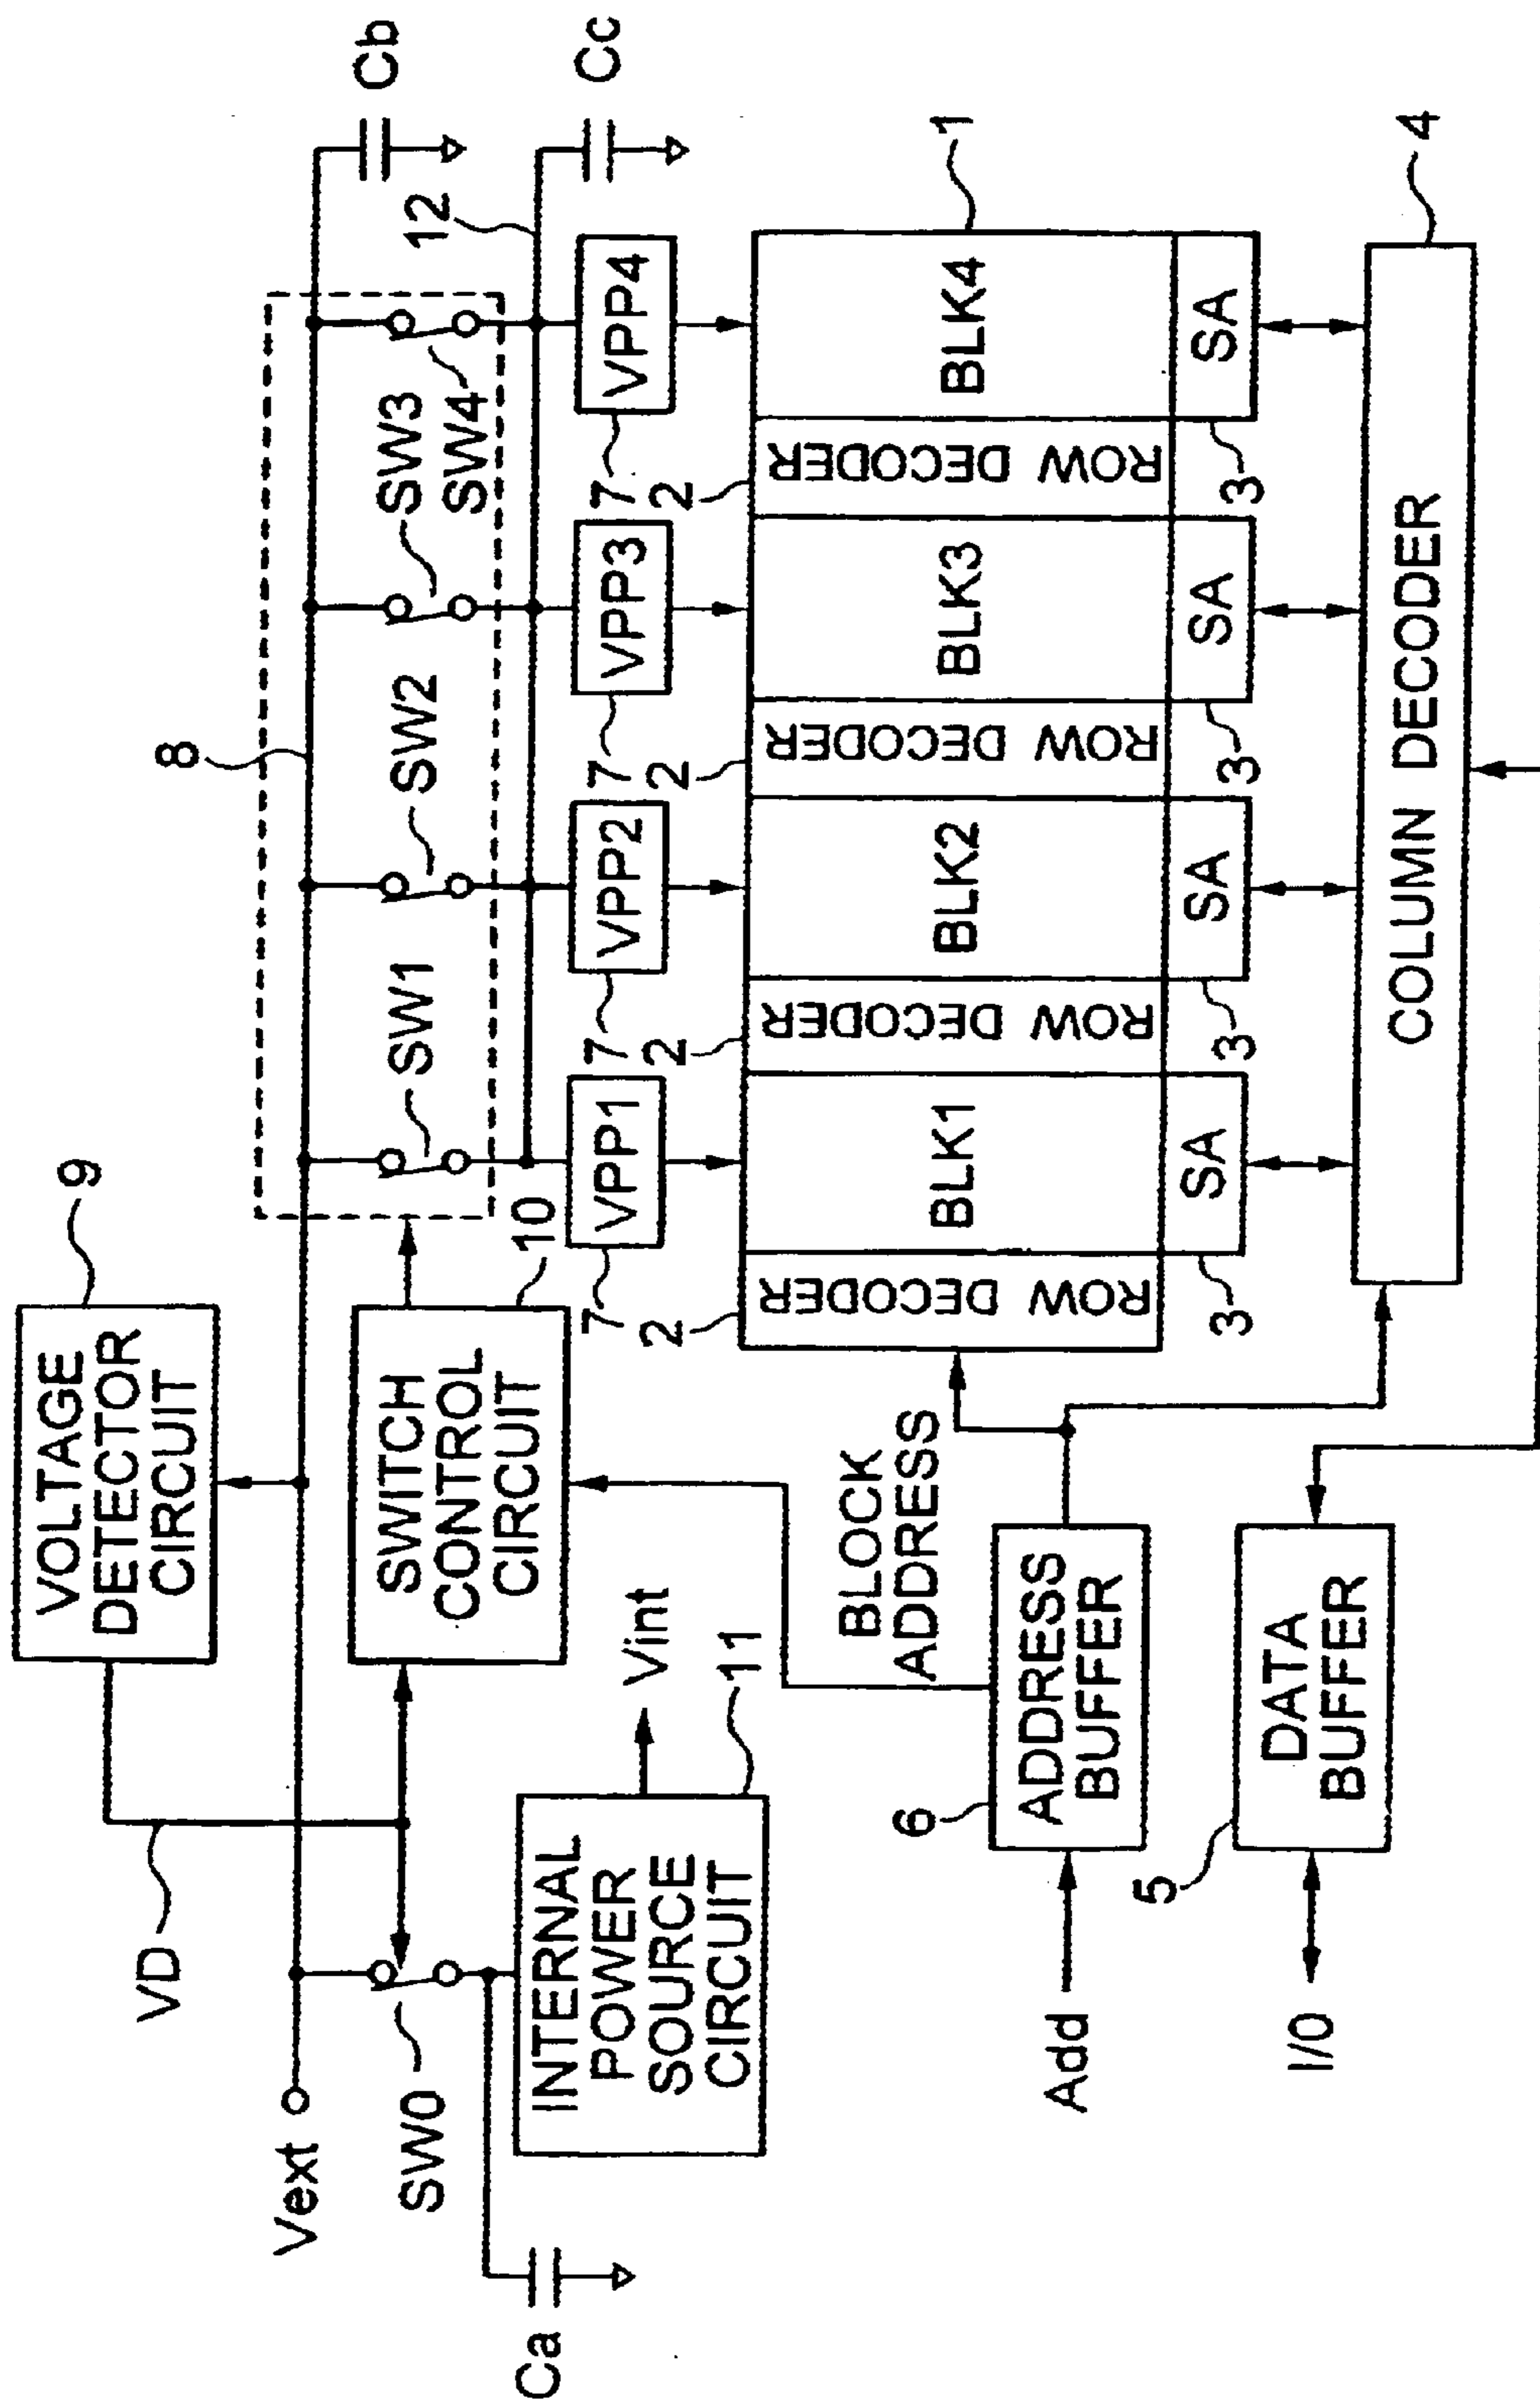 Vext
VD
VOLTAGE
DETECTOR
CIRCUIT
9
8
Cb
SW0
SWITCH
CONTROL
CIRCUIT
10
SW1
SW2
SW3
SW4
12
Cc
Ca
INTERNAL
POWER
SOURCE
CIRCUIT
11
Vint
7
VPP1
7
VPP2
7
VPP3
7
VPP4
2
2
2
2
1
BLOCK
ADDRESS
ROW DECODER
BLK1
ROW DECODER
BLK2
ROW DECODER
BLK3
ROW DECODER
BLK4
Add
6
ADDRESS
BUFFER
3
SA
3
SA
3
SA
3
SA
I/O
5
DATA
BUFFER
COLUMN DECODER
4